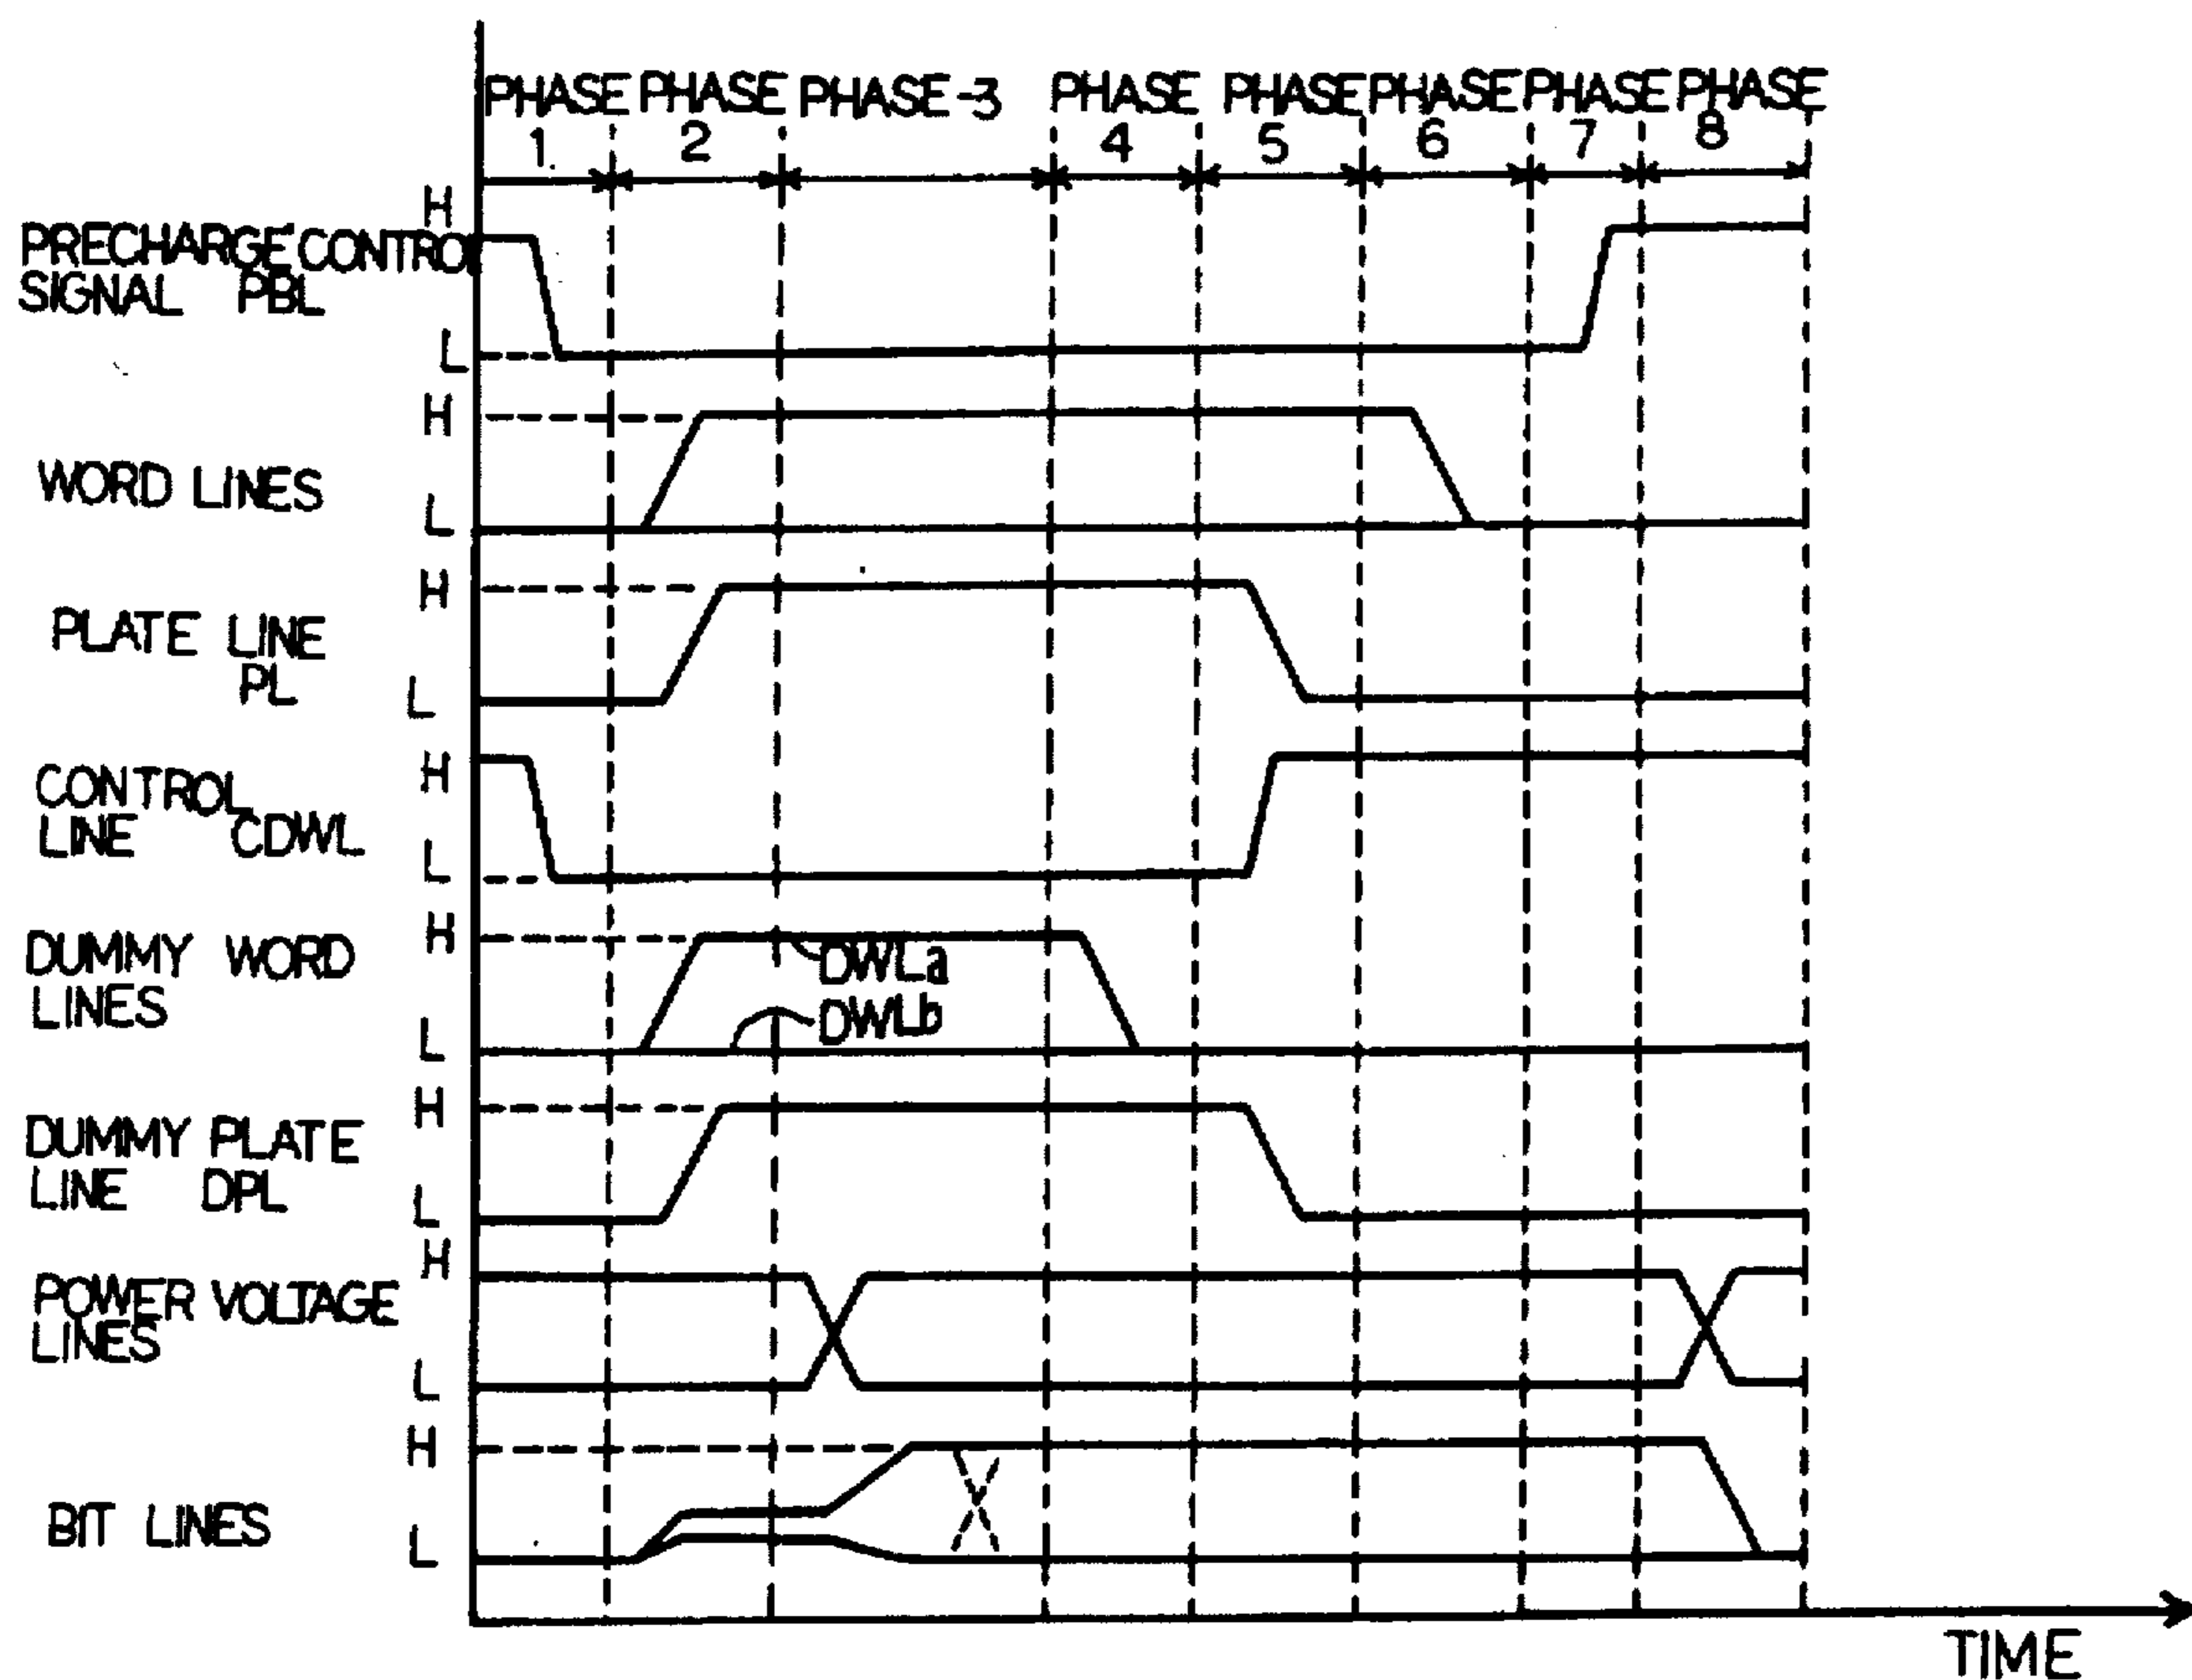 PHASE PHASE PHASE-3 PHASE PHASE PHASE PHASE PHASE
1 2 4 5 6 7 8
H
PRECHARGE CONTROL
SIGNAL PBL
L
H
WORD LINES
L
H
PLATE LINE
PL
L
H
CONTROL
LINE CDWL
L
H
DUMMY WORD
LINES
DWLa
DWLb
L
H
DUMMY PLATE
LINE DPL
L
H
POWER VOLTAGE
LINES
L
H
BIT LINES
L
TIME